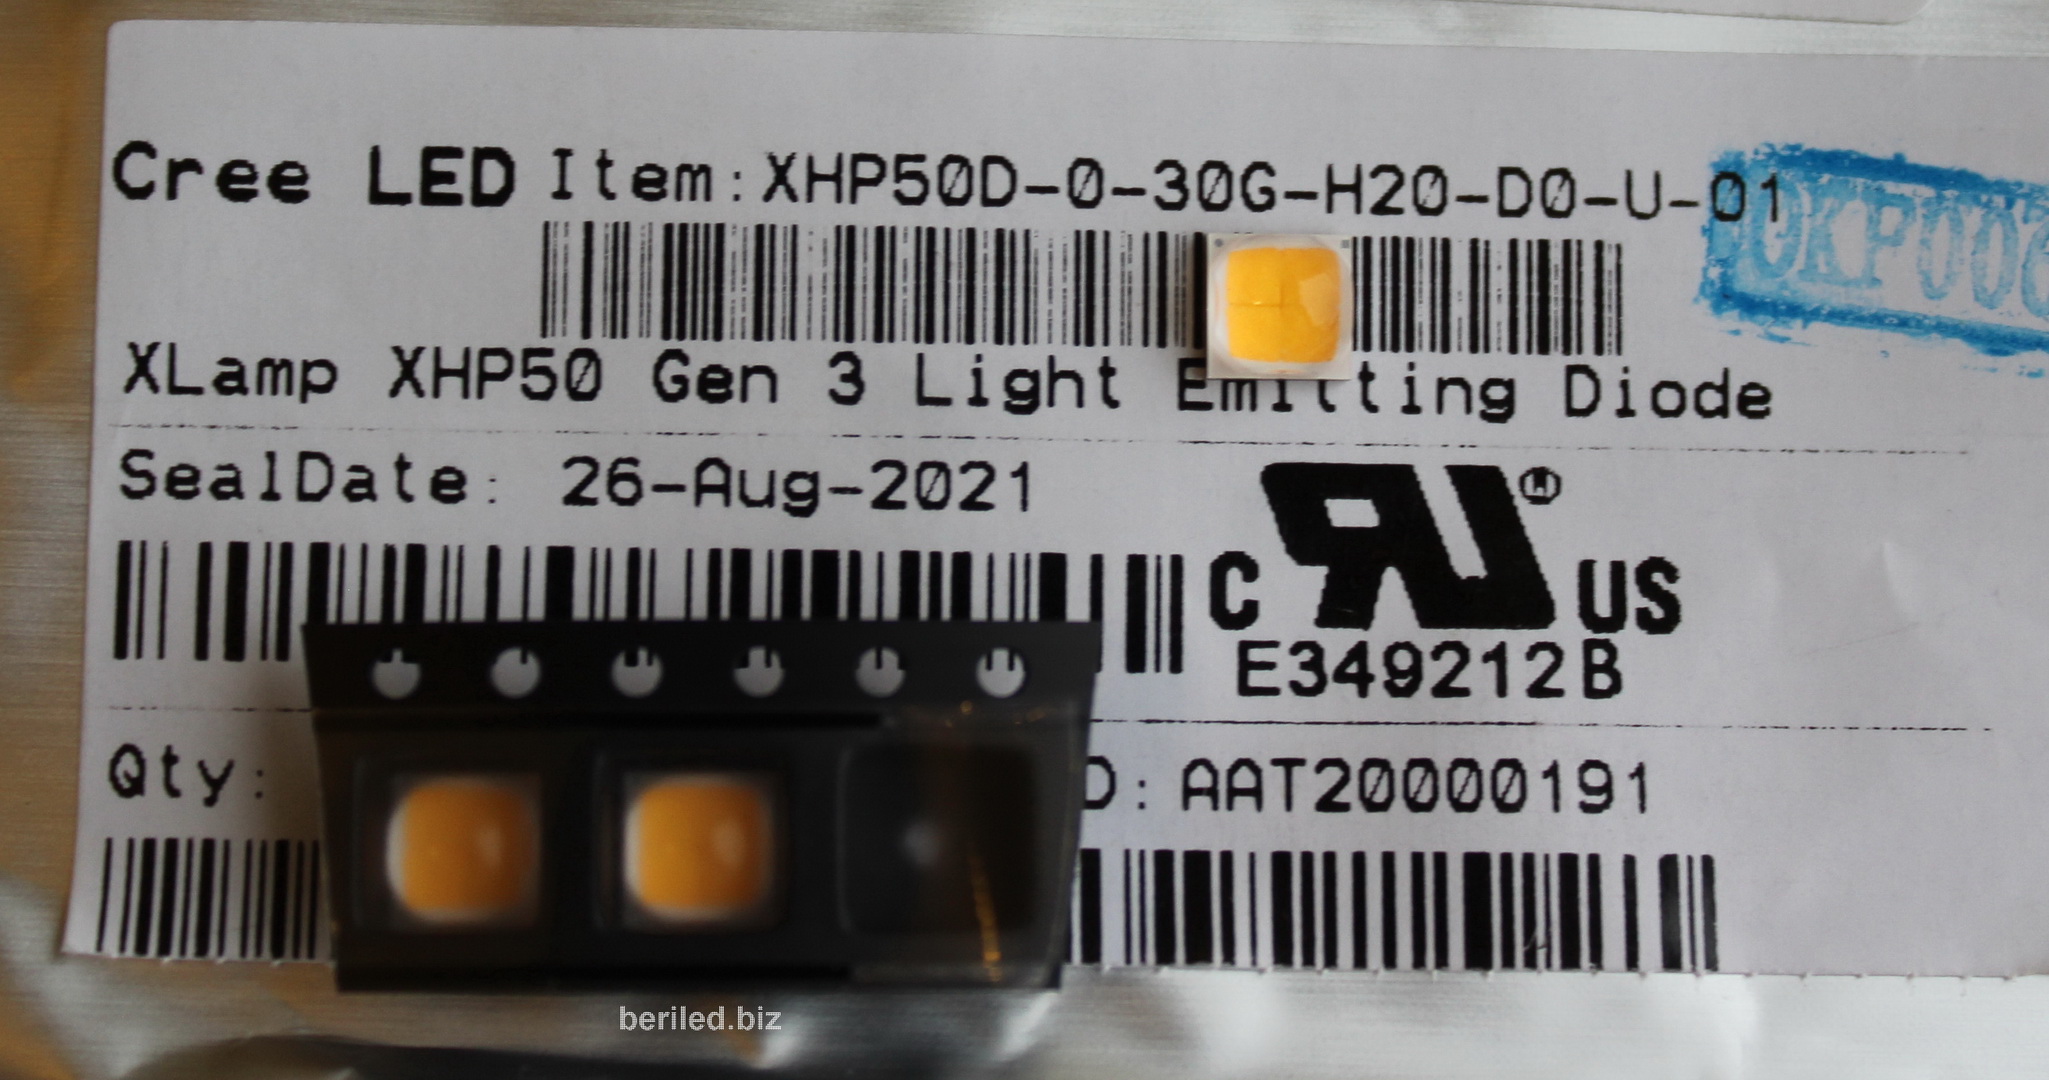 Cree LED Item:XHP50D-0-30G-H20-D0-U-01
XLamp XHP50 Gen 3 Light Emitting Diode
SealDate: 26-Aug-2021
C US
E349212B
Qty: D: AAT20000191
beriled.biz